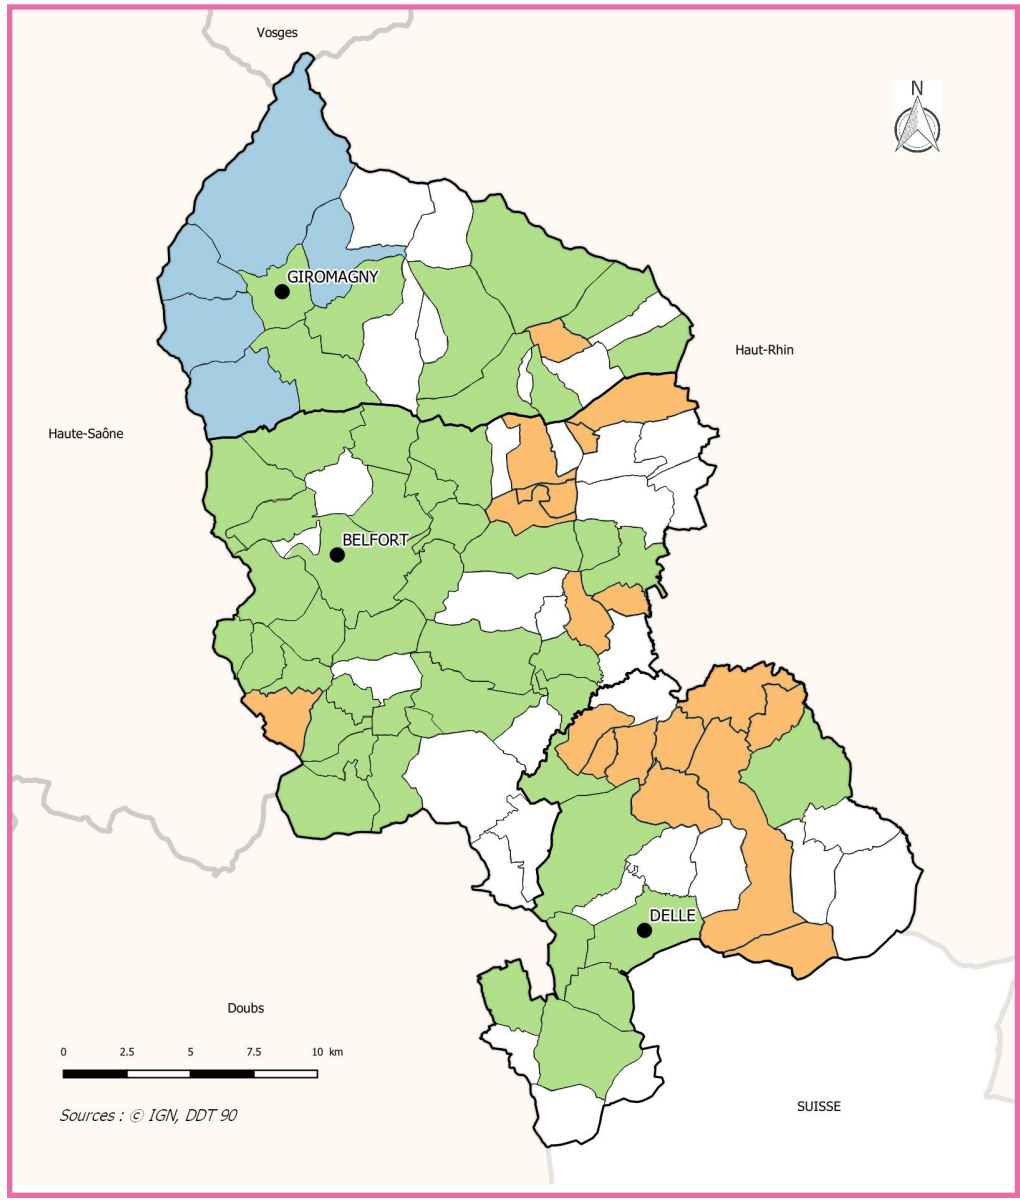 Vosges
N
GIROMAGNY
Haut-Rhin
Haute-Saône
BELFORT
DELLE
Doubs
0 2.5 5 7.5 10 km
Sources : © IGN, DDT 90
SUISSE